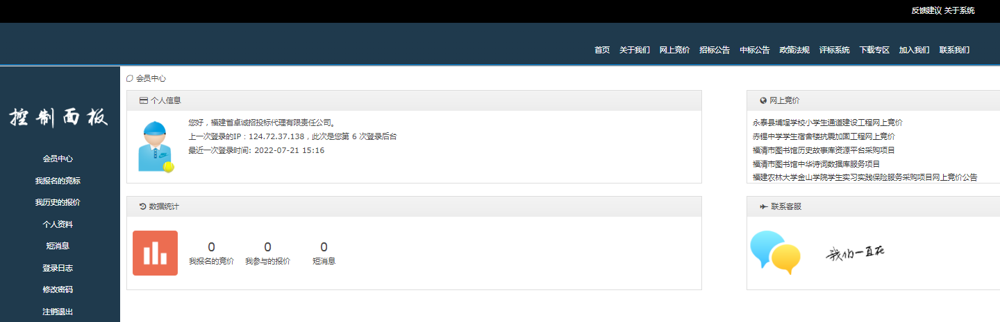 反馈建议 关于系统
首页 关于我们 网上竞价 招标公告 中标公告 政策法规 评标系统 下载专区 加入我们 联系我们
控制面板
会员中心
我报名的竞标
我历史的报价
个人资料
短消息
登录日志
修改密码
注销退出
会员中心
个人信息
您好，福建省卓诚招投标代理有限责任公司。
上一次登录的IP：124.72.37.138，此次是您第 6 次登录后台
最近一次登录时间: 2022-07-21 15:16
网上竞价
永泰县埔埕学校小学生通道建设工程网上竞价
赤锡中学学生宿舍楼抗震加固工程网上竞价
福清市图书馆历史故事库资源平台采购项目
福清市图书馆中华诗词数据库服务项目
福建农林大学金山学院学生实习实践保险服务采购项目网上竞价公告
数据统计
0 0 0
我报名的竞价 我参与的报价 短消息
联系客服
我们一直在